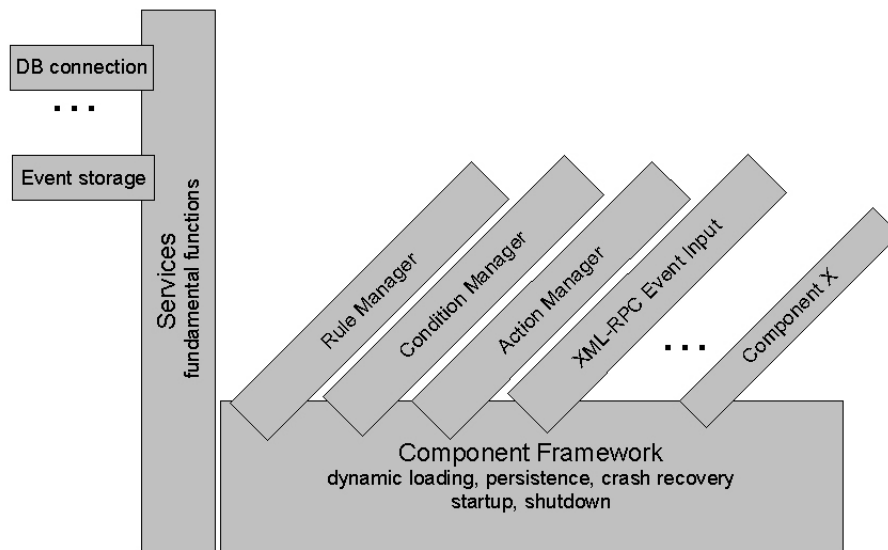 DB connection
...
Event storage
Services
fundamental functions
Rule Manager
Condition Manager
Action Manager
XML-RPC Event Input
...
Component X
Component Framework
dynamic loading, persistence, crash recovery
startup, shutdown